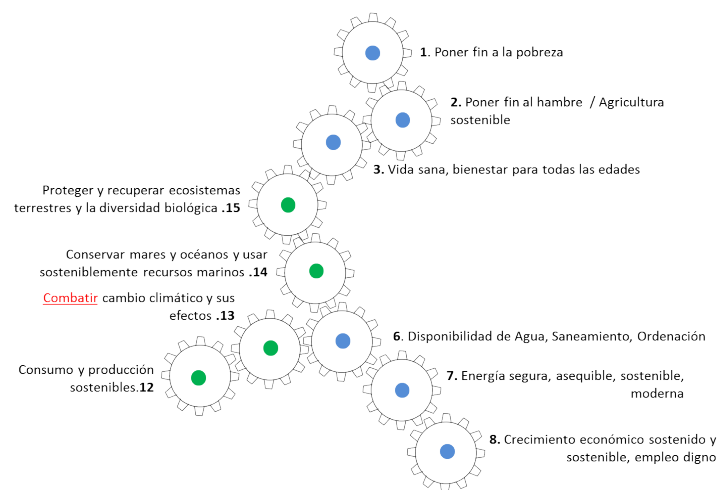 1. Poner fin a la pobreza
2. Poner fin al hambre / Agricultura
sostenible
3. Vida sana, bienestar para todas las edades
Proteger y recuperar ecosistemas
terrestres y la diversidad biológica .15
Conservar mares y océanos y usar
sosteniblemente recursos marinos .14
Combatir cambio climático y sus
efectos .13
6. Disponibilidad de Agua, Saneamiento, Ordenación
Consumo y producción
sostenibles.12
7. Energía segura, asequible, sostenible,
moderna
8. Crecimiento económico sostenido y
sostenible, empleo digno